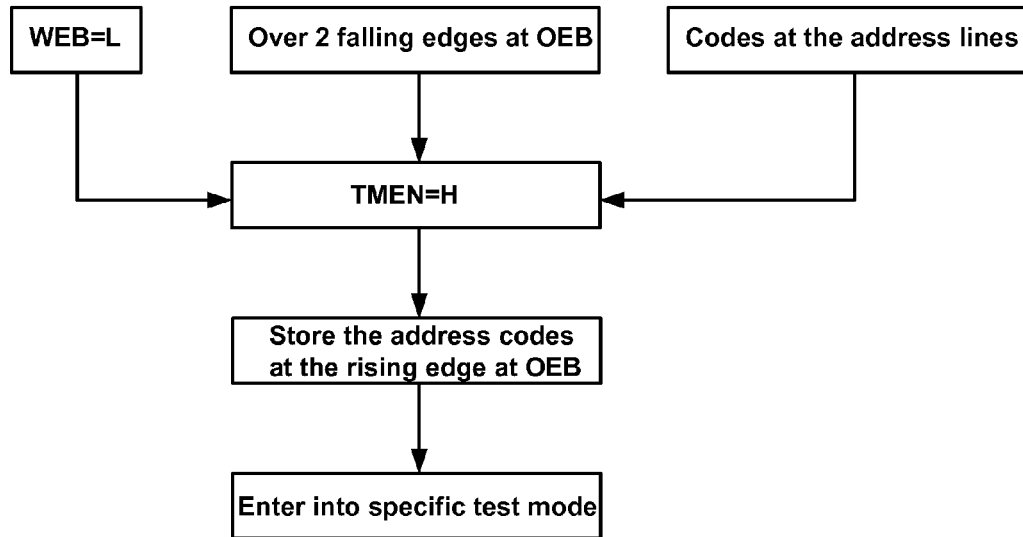 WEB=L
Over 2 falling edges at OEB
Codes at the address lines
TMEN=H
Store the address codes
at the rising edge at OEB
Enter into specific test mode